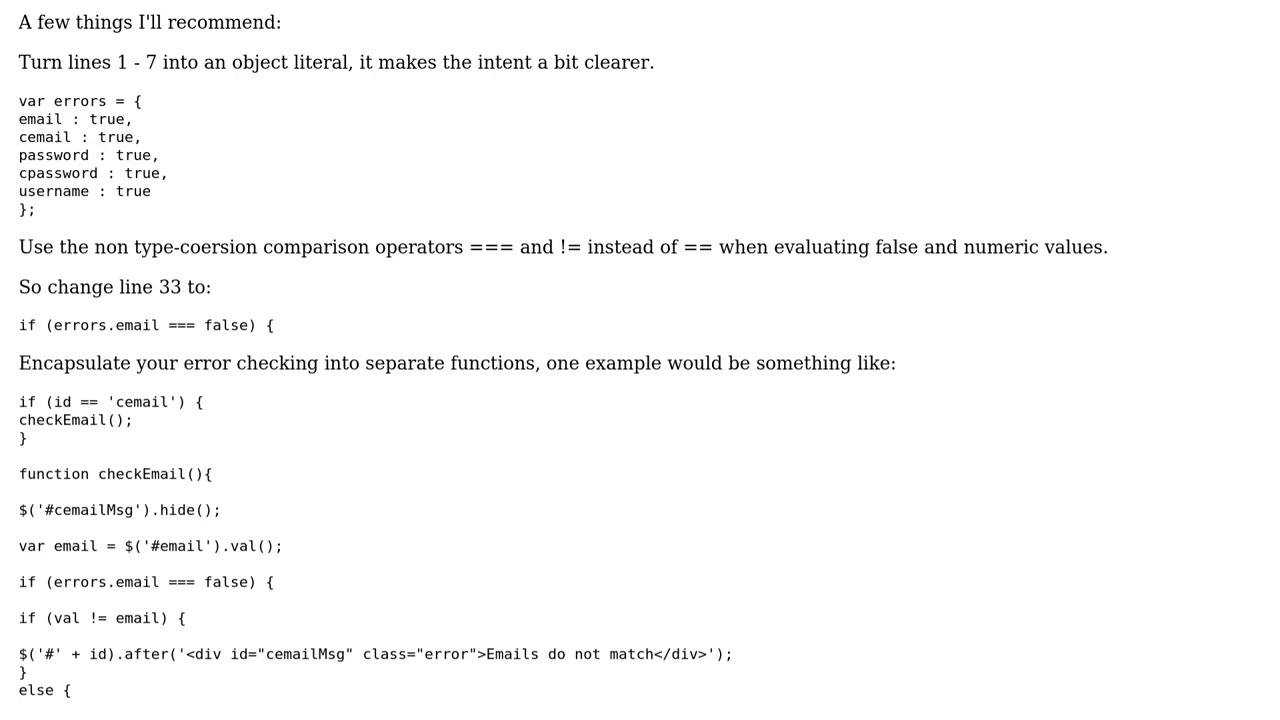 A few things I'll recommend:
Turn lines 1 - 7 into an object literal, it makes the intent a bit clearer.
var errors = {
email : true,
cemail : true,
password : true,
cpassword : true,
username : true
};
Use the non type-coersion comparison operators === and != instead of == when evaluating false and numeric values.
So change line 33 to:
if (errors.email === false) {
Encapsulate your error checking into separate functions, one example would be something like:
if (id == 'cemail') {
checkEmail();
}
function checkEmail(){
$('#cemailMsg').hide();
var email = $('#email').val();
if (errors.email === false) {
if (val != email) {
$('#' + id).after('<div id="cemailMsg" class="error">Emails do not match</div>');
}
else {